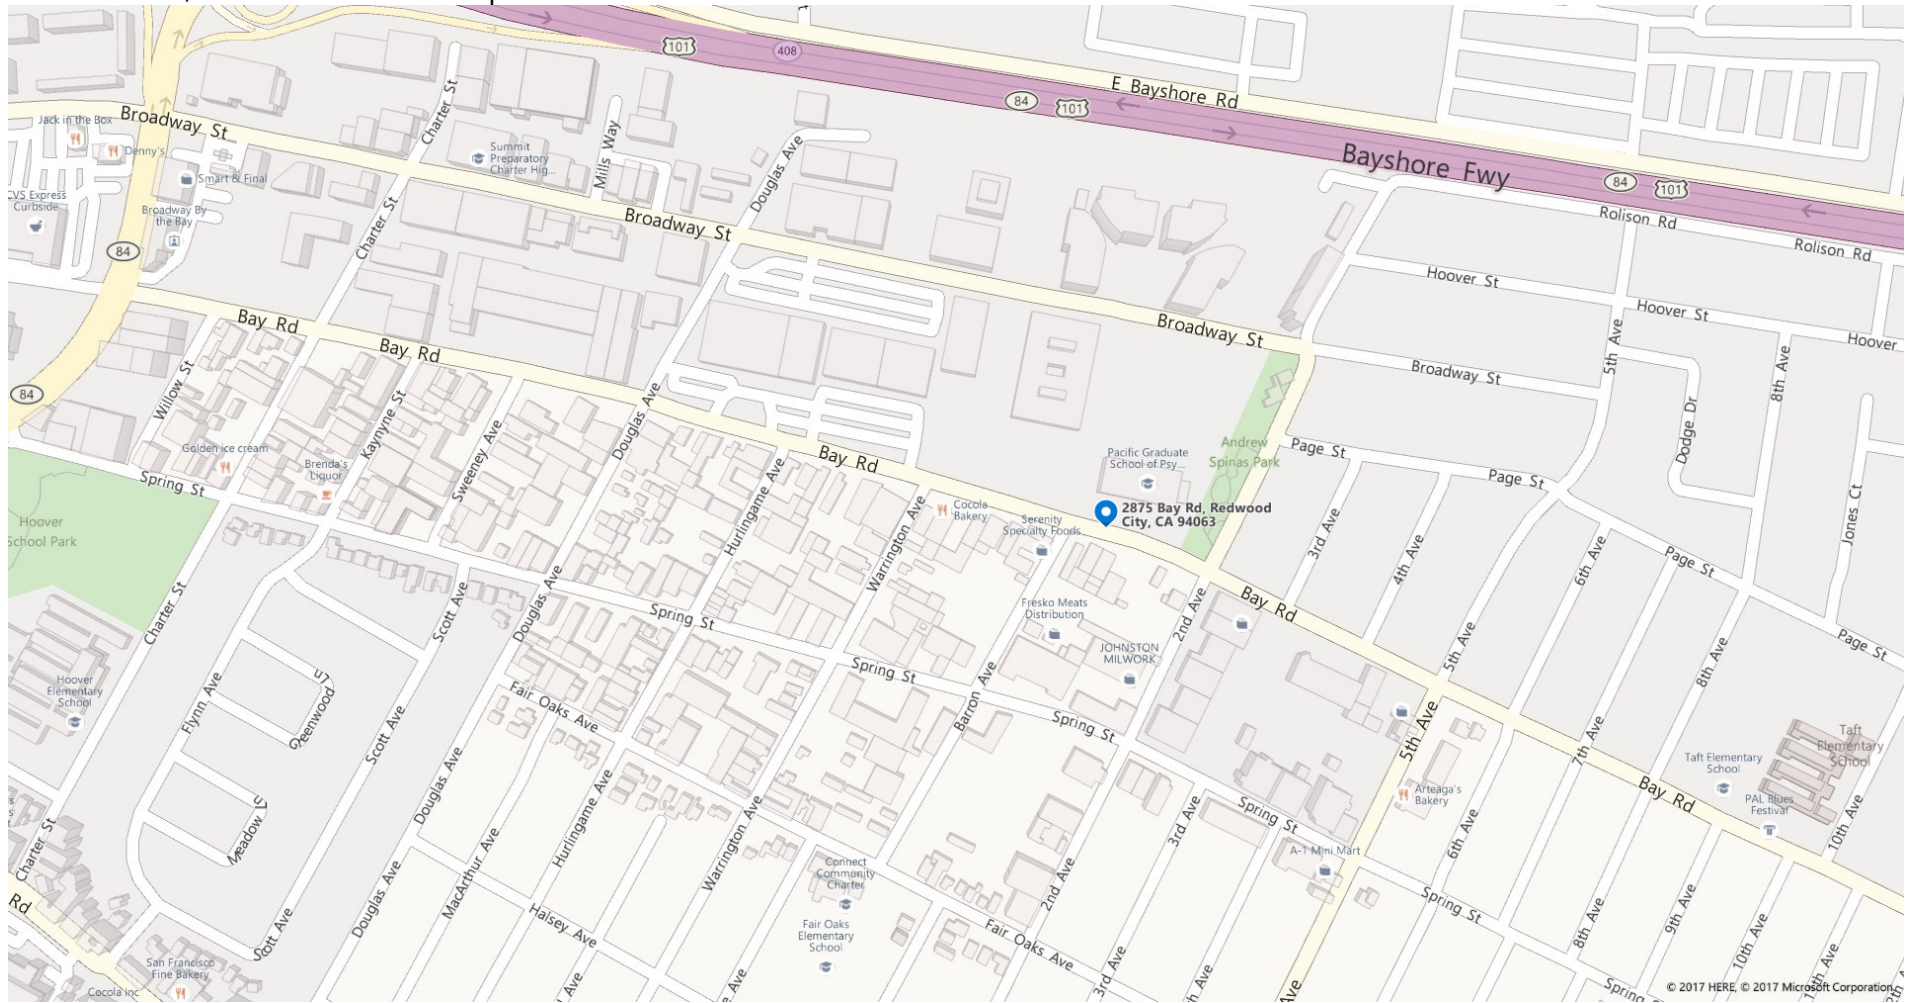 101
408
E Bayshore Rd
84
101
Bayshore Fwy
84
101
Rolison Rd
Rolison Rd
Jack in the Box
Broadway St
Denny's
Charter St
Summit
Preparatory
Charter Hig...
Mills Way
Douglas Ave
Smart & Final
CVS Express
Curbside
Broadway By
the Bay
Charter St
Broadway St
84
Hoover St
Hoover St
Hoover
Bay Rd
Bay Rd
Broadway St
Broadway St
5th Ave
8th Ave
84
Willow St
Kaynyne St
Sweeney Ave
Douglas Ave
Golden ice cream
Brenda's
Liquor
Spring St
Hurlingame Ave
Bay Rd
Pacific Graduate
School of Psy...
Andrew
Spinas Park
Page St
Page St
Dodge Dr
Jones Ct
Hoover
School Park
Warrington Ave
Cocola
Bakery
Serenity
Specialty Foods
2875 Bay Rd, Redwood
City, CA 94063
3rd Ave
4th Ave
6th Ave
Page St
Charter St
Scott Ave
Douglas Ave
Spring St
Fresko Meats
Distribution
2nd Ave
Bay Rd
5th Ave
8th Ave
Page St
JOHNSTON
MILWORK
Hoover
Elementary
School
Flynn Ave
Greenwood
Ln
Scott Ave
Fair Oaks Ave
Spring St
Barron Ave
Spring St
5th Ave
7th Ave
Taft
Elementary
School
Taft Elementary
School
Bay Rd
PAL Blues
Festival
10th Ave
Meadow Ln
Douglas Ave
Hurlingame Ave
Warrington Ave
3rd Ave
Spring St
Arteaga's
Bakery
6th Ave
A-1 Mini Mart
Charter St
MacArthur Ave
Connect
Community
Charter
2nd Ave
Rd
Scott Ave
Douglas Ave
Halsey Ave
Fair Oaks
Elementary
School
Fair Oaks Ave
Spring St
8th Ave
9th Ave
10th Ave
San Francisco
Fine Bakery
Cocola Inc
3rd Ave
Ave
© 2017 HERE, © 2017 Microsoft Corporation